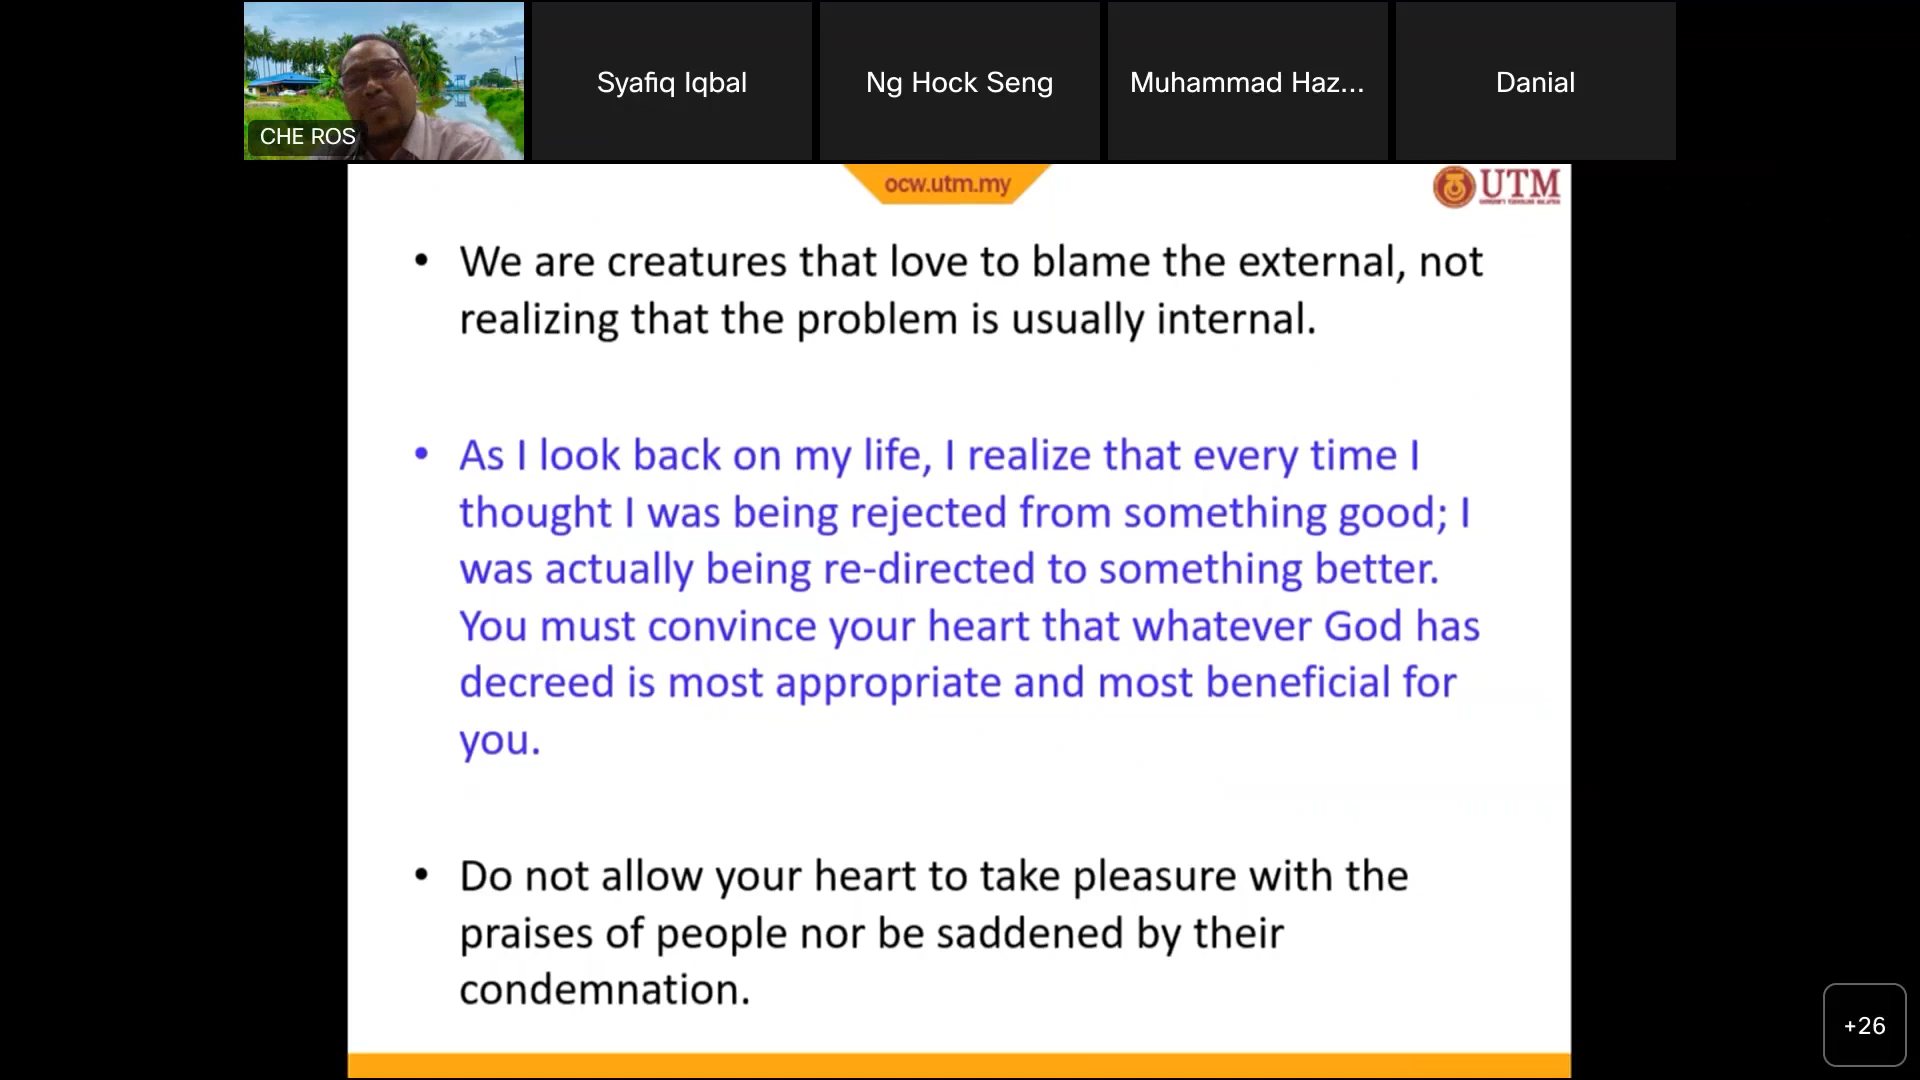 CHE ROS
Syafiq Iqbal
Ng Hock Seng
Muhammad Haz...
Danial
ocw.utm.my
UTM
• We are creatures that love to blame the external, not
realizing that the problem is usually internal.
• As I look back on my life, I realize that every time I
thought I was being rejected from something good; I
was actually being re-directed to something better.
You must convince your heart that whatever God has
decreed is most appropriate and most beneficial for
you.
• Do not allow your heart to take pleasure with the
praises of people nor be saddened by their
condemnation.
+26